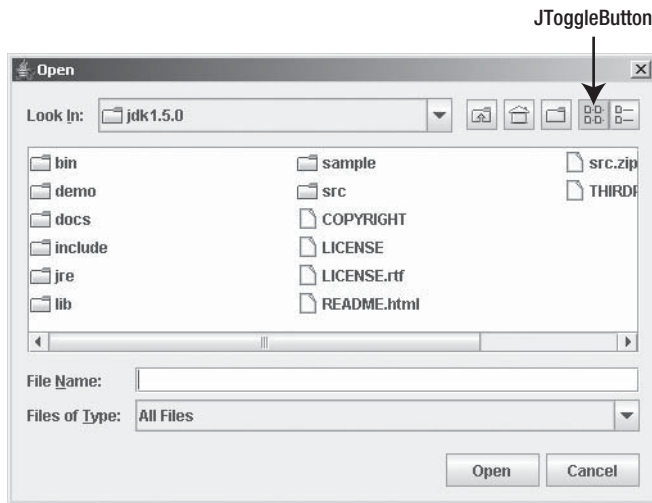 JToggleButton
Open
Look In: jdk1.5.0
bin
demo
docs
include
jre
lib
sample
src
COPYRIGHT
LICENSE
LICENSE.rtf
README.html
src.zip
File Name:
Files of Type: All Files
Open Cancel